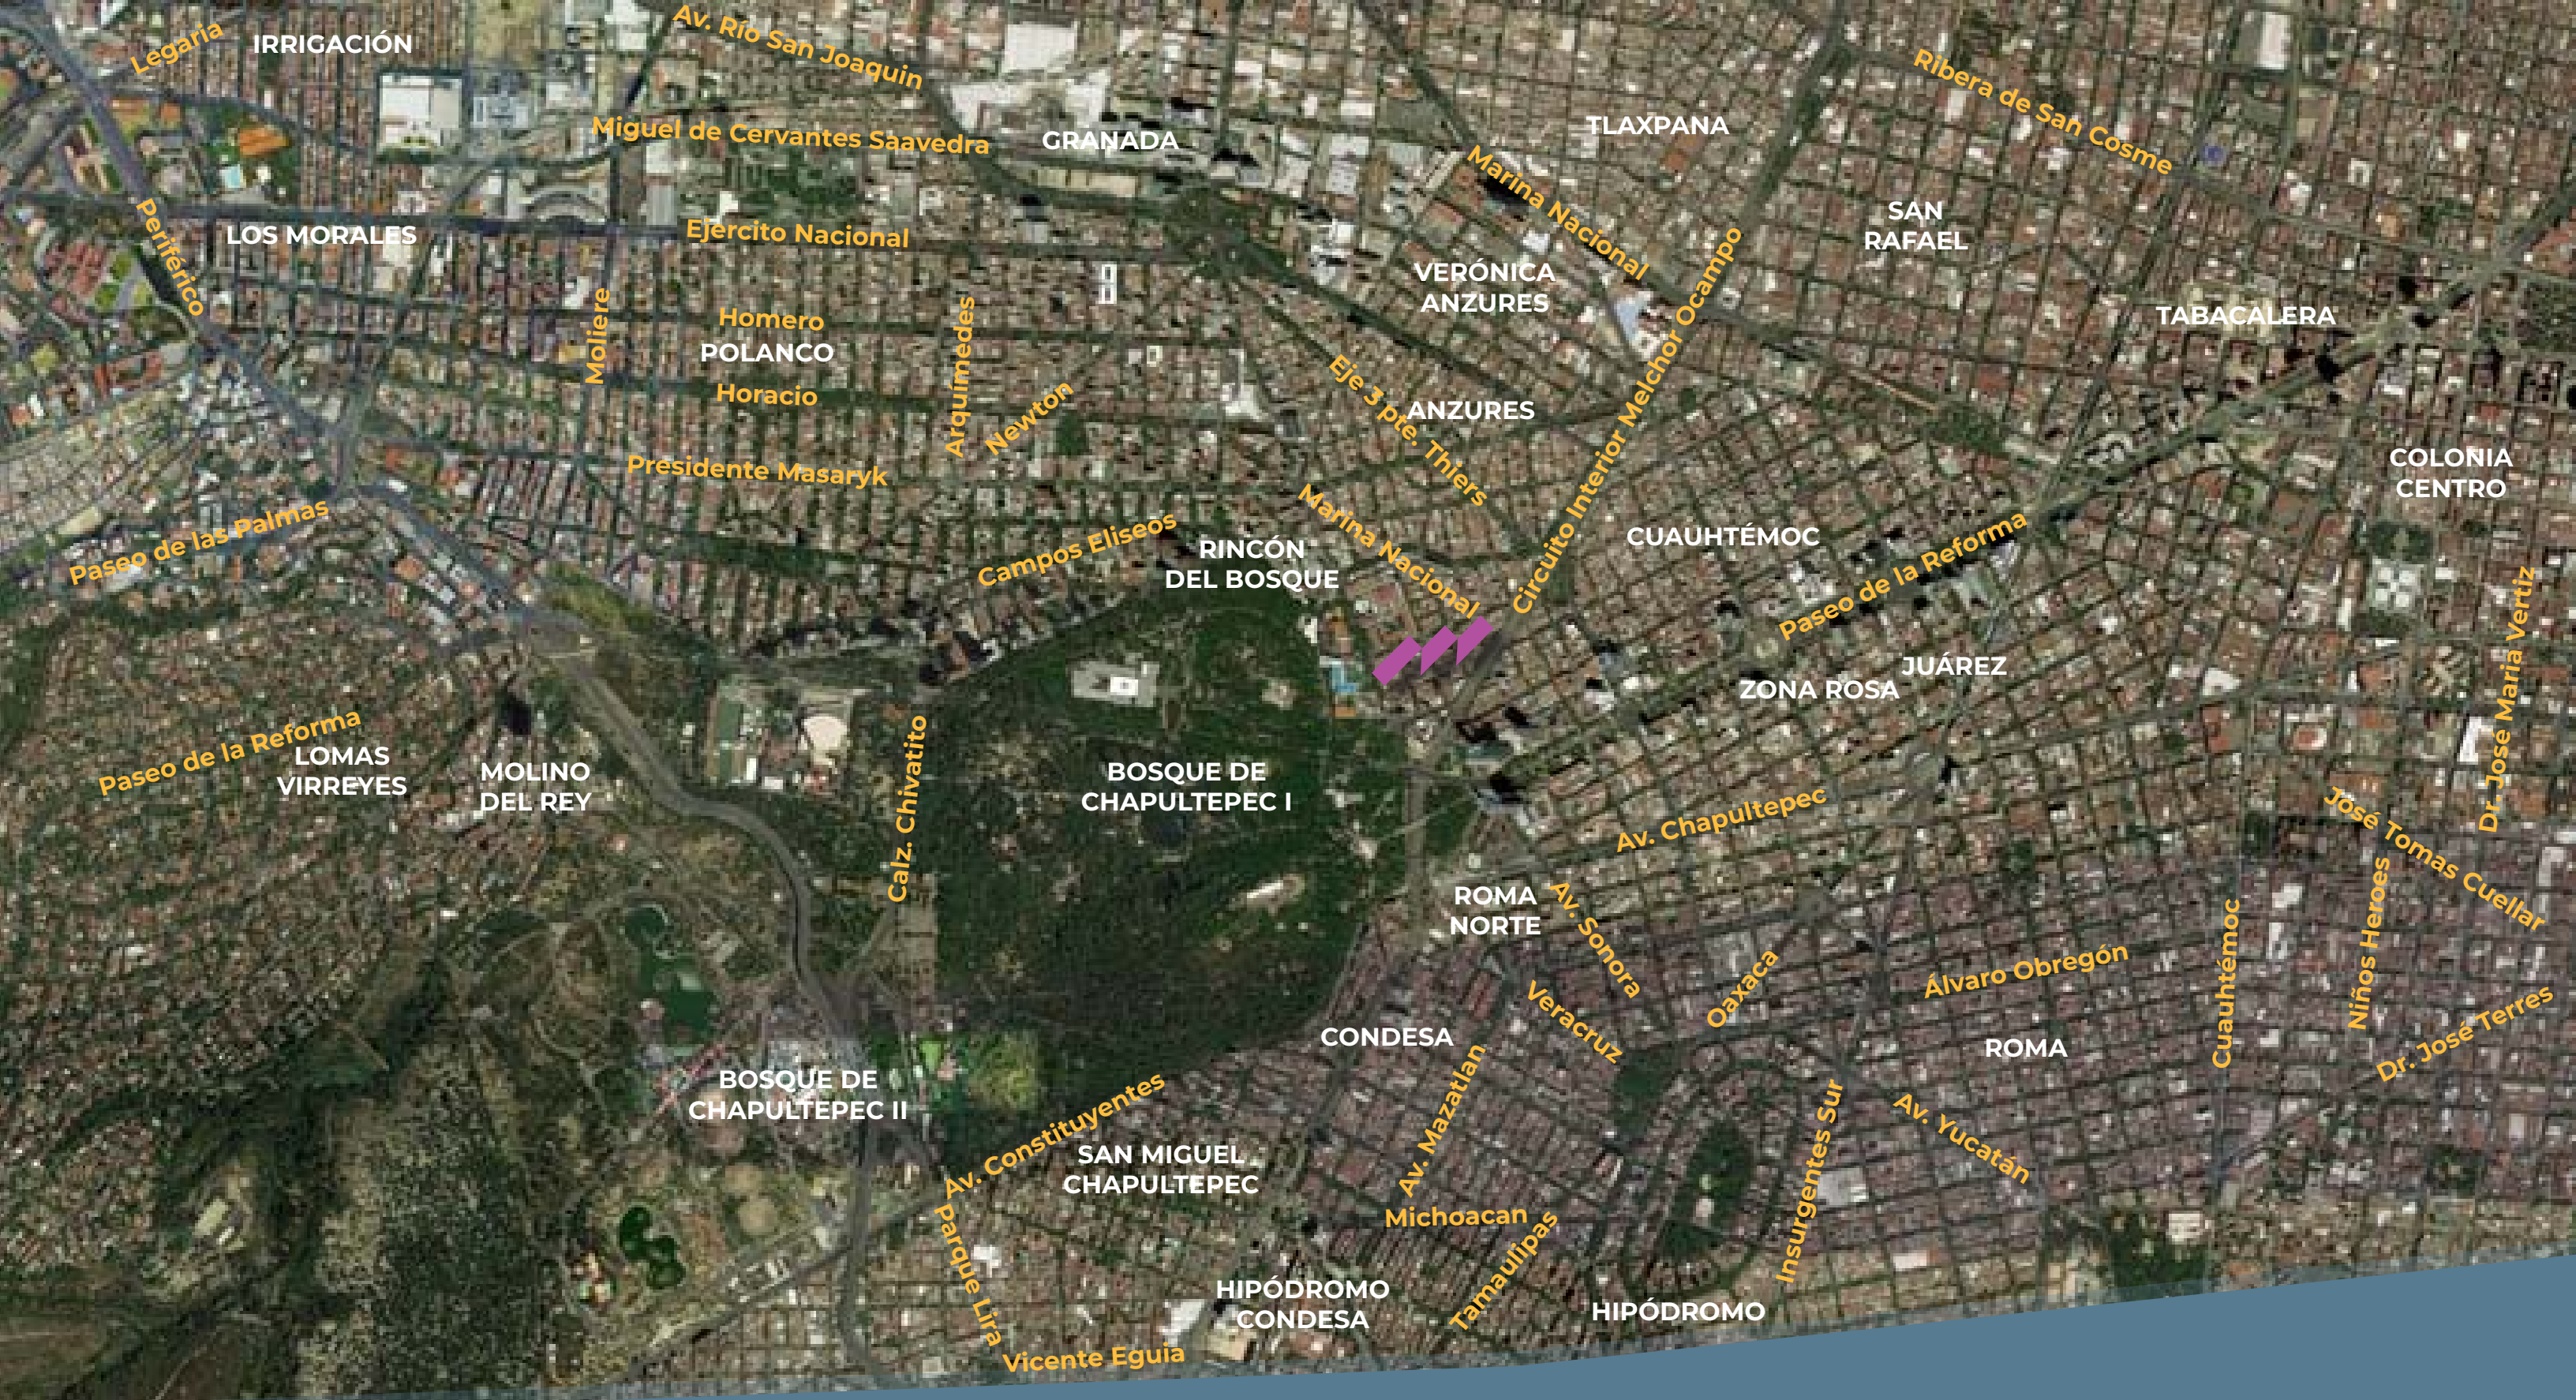 Legaria
IRRIGACIÓN
Av. Río San Joaquin
Miguel de Cervantes Saavedra
GRANADA
TLAXPANA
Ribera de San Cosme
Marina Nacional
SAN
RAFAEL
Periférico
LOS MORALES
Ejercito Nacional
VERÓNICA
ANZURES
Circuito Interior Melchor Ocampo
TABACALERA
Moliere
Homero
POLANCO
Horacio
Arquímedes
Newton
Eje 3 pte. Thiers
ANZURES
Presidente Masaryk
COLONIA
CENTRO
Paseo de las Palmas
Campos Eliseos
RINCÓN
DEL BOSQUE
Marina Nacional
CUAUHTÉMOC
Paseo de la Reforma
JUÁREZ
ZONA ROSA
Dr. Jose Maria Vertiz
Paseo de la Reforma
LOMAS
VIRREYES
MOLINO
DEL REY
Calz. Chivatito
BOSQUE DE
CHAPULTEPEC I
Av. Chapultepec
José Tomas Cuellar
ROMA
NORTE
Av. Sonora
Niños Heroes
Cuauhtémoc
Oaxaca
Álvaro Obregón
Veracruz
Dr. José Terres
CONDESA
ROMA
BOSQUE DE
CHAPULTEPEC II
Av. Constituyentes
Av. Mazatlan
SAN MIGUEL
CHAPULTEPEC
Insurgentes Sur
Av. Yucatán
Michoacan
Parque Lira
Tamaulipas
HIPÓDROMO
CONDESA
HIPÓDROMO
Vicente Eguia